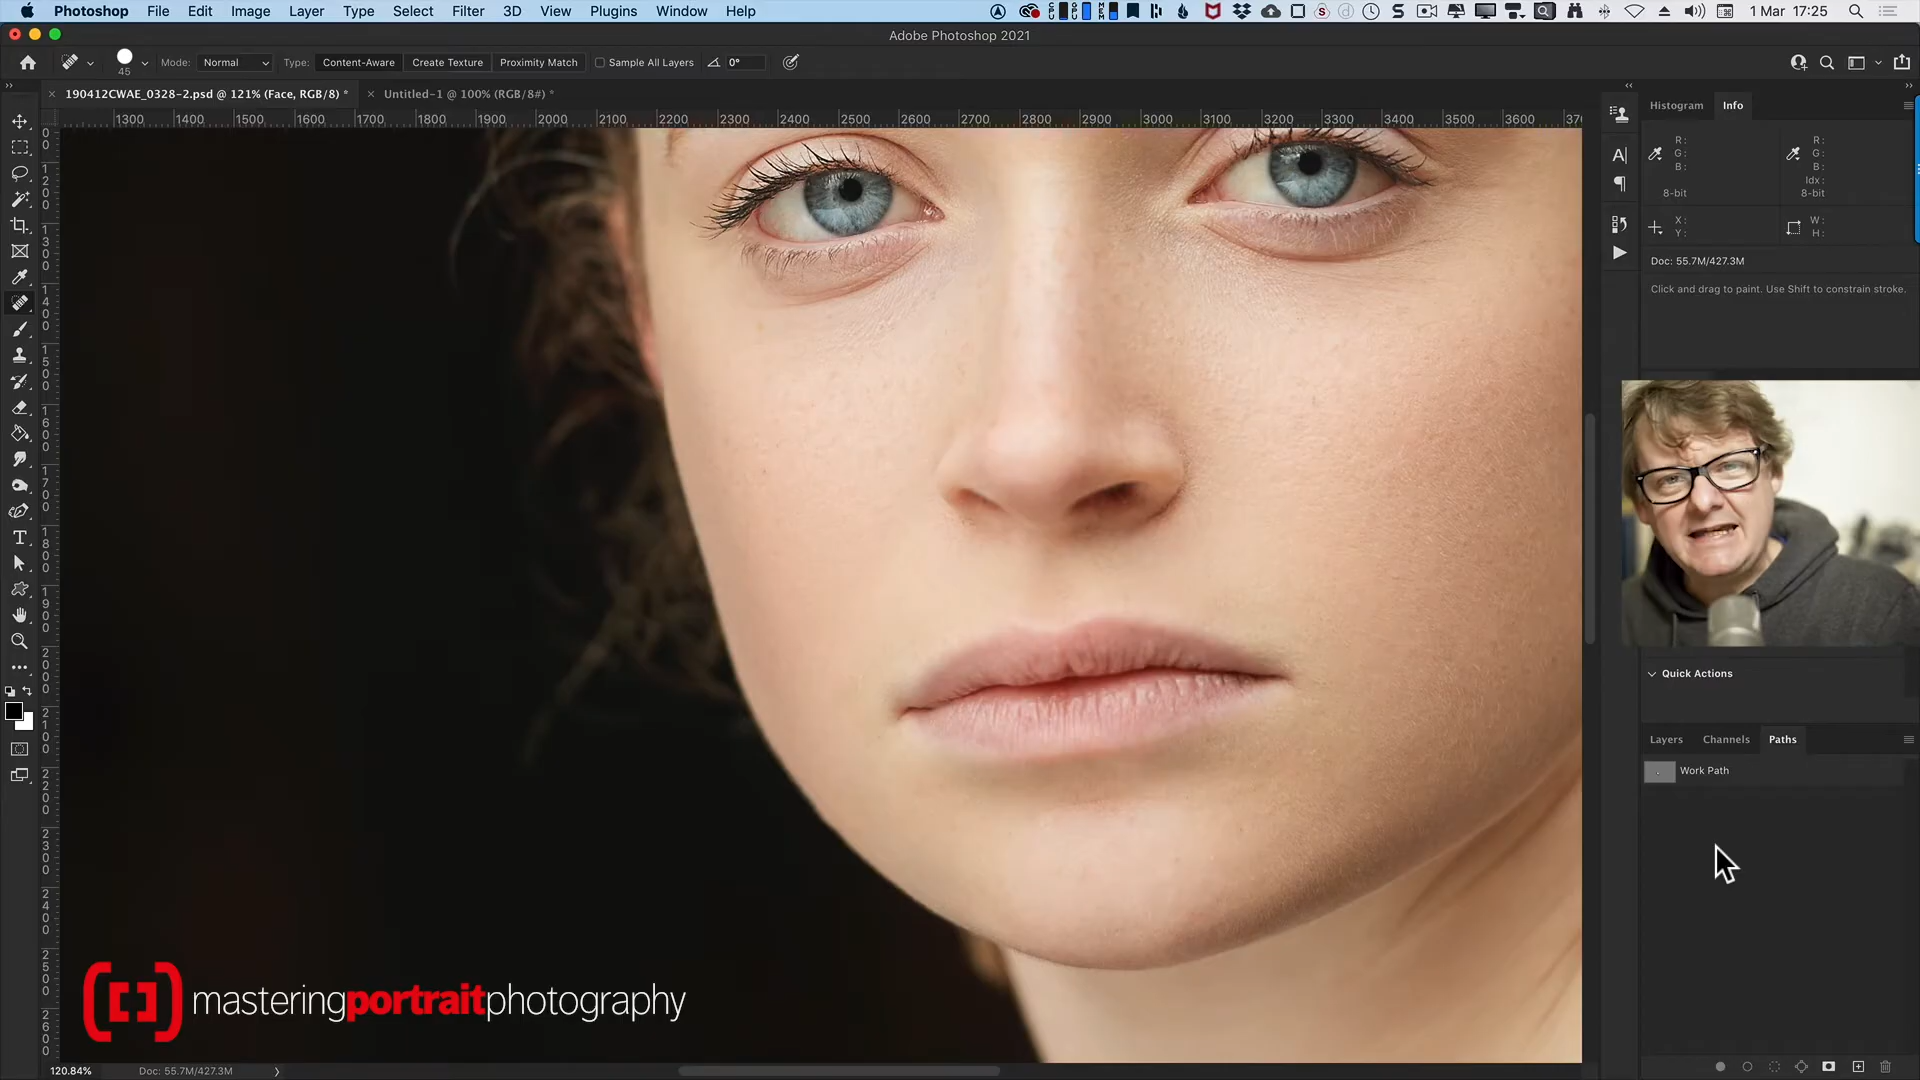 Photoshop File Edit Image Layer Type Select Filter 3D View Plugins Window Help
1 Mar 17:25
Adobe Photoshop 2021
45
Mode: Normal Type: Content-Aware Create Texture Proximity Match Sample All Layers 0°
190412CWAE_0328-2.psd @ 121% (Face, RGB/8) *
Untitled-1 @ 100% (RGB/8#) *
1300 1400 1500 1600 1700 1800 1900 2000 2100 2200 2300 2400 2500 2600 2700 2800 2900 3000 3100 3200 3300 3400 3500 3600
Histogram Info
R: R:
G: G:
B: B:
Idx:
8-bit 8-bit
X: W:
Y: H:
Doc: 55.7M/427.3M
Click and drag to paint. Use Shift to constrain stroke.
Quick Actions
Layers Channels Paths
Work Path
masteringportraitphotography
120.84% Doc: 55.7M/427.3M